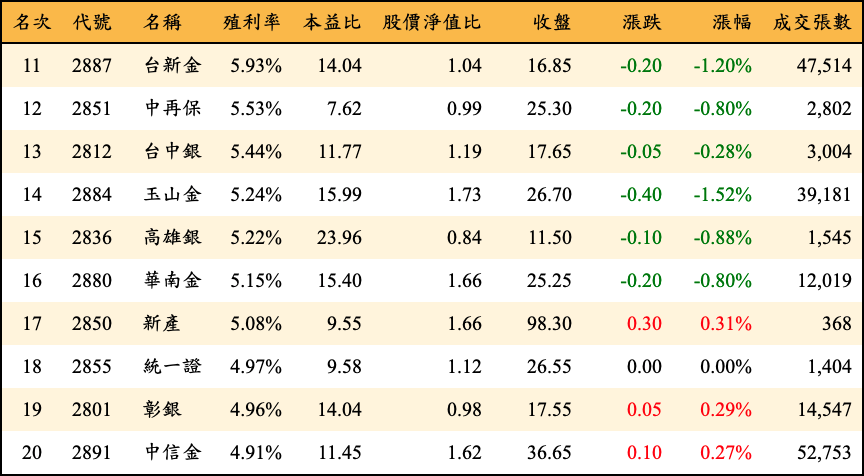 名次 代號 名稱 殖利率 本益比 股價淨值比 收盤 漲跌 漲幅 成交張數
11 2887 台新金 5.93% 14.04 1.04 16.85 -0.20 -1.20% 47,514
12 2851 中再保 5.53% 7.62 0.99 25.30 -0.20 -0.80% 2,802
13 2812 台中銀 5.44% 11.77 1.19 17.65 -0.05 -0.28% 3,004
14 2884 玉山金 5.24% 15.99 1.73 26.70 -0.40 -1.52% 39,181
15 2836 高雄銀 5.22% 23.96 0.84 11.50 -0.10 -0.88% 1,545
16 2880 華南金 5.15% 15.40 1.66 25.25 -0.20 -0.80% 12,019
17 2850 新產 5.08% 9.55 1.66 98.30 0.30 0.31% 368
18 2855 統一證 4.97% 9.58 1.12 26.55 0.00 0.00% 1,404
19 2801 彰銀 4.96% 14.04 0.98 17.55 0.05 0.29% 14,547
20 2891 中信金 4.91% 11.45 1.62 36.65 0.10 0.27% 52,753